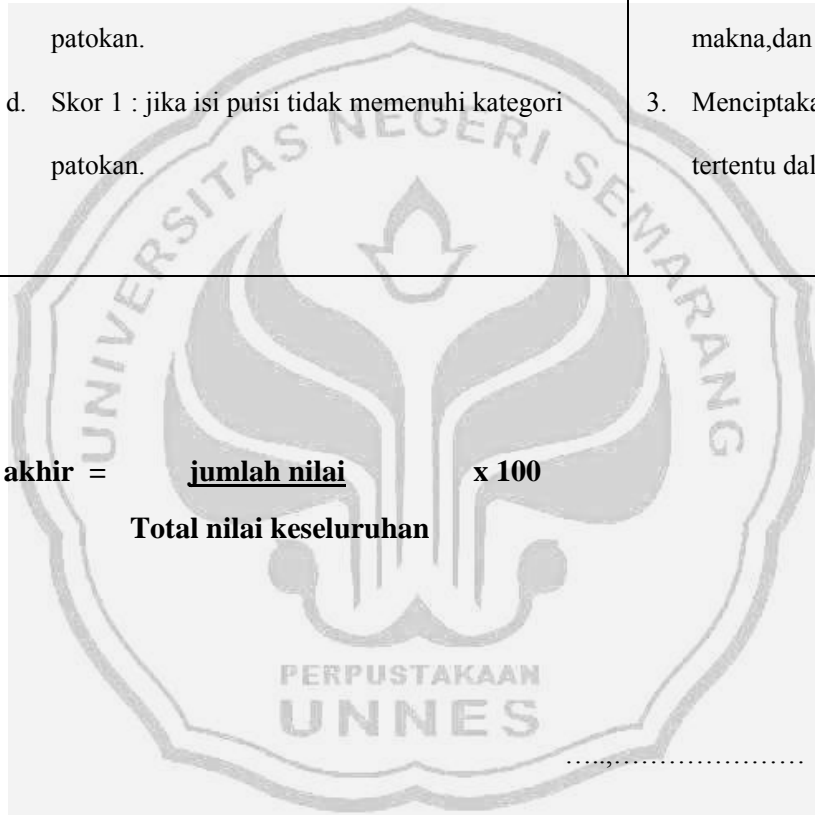 patokan.
d. Skor 1 : jika isi puisi tidak memenuhi kategori
patokan.
makna,dan
3. Menciptaka
tertentu dal
akhir = jumlah nilai x 100
Total nilai keseluruhan
UNIVERSITAS NEGERI SEMARANG
PERPUSTAKAAN
UNNES
…..,…………………